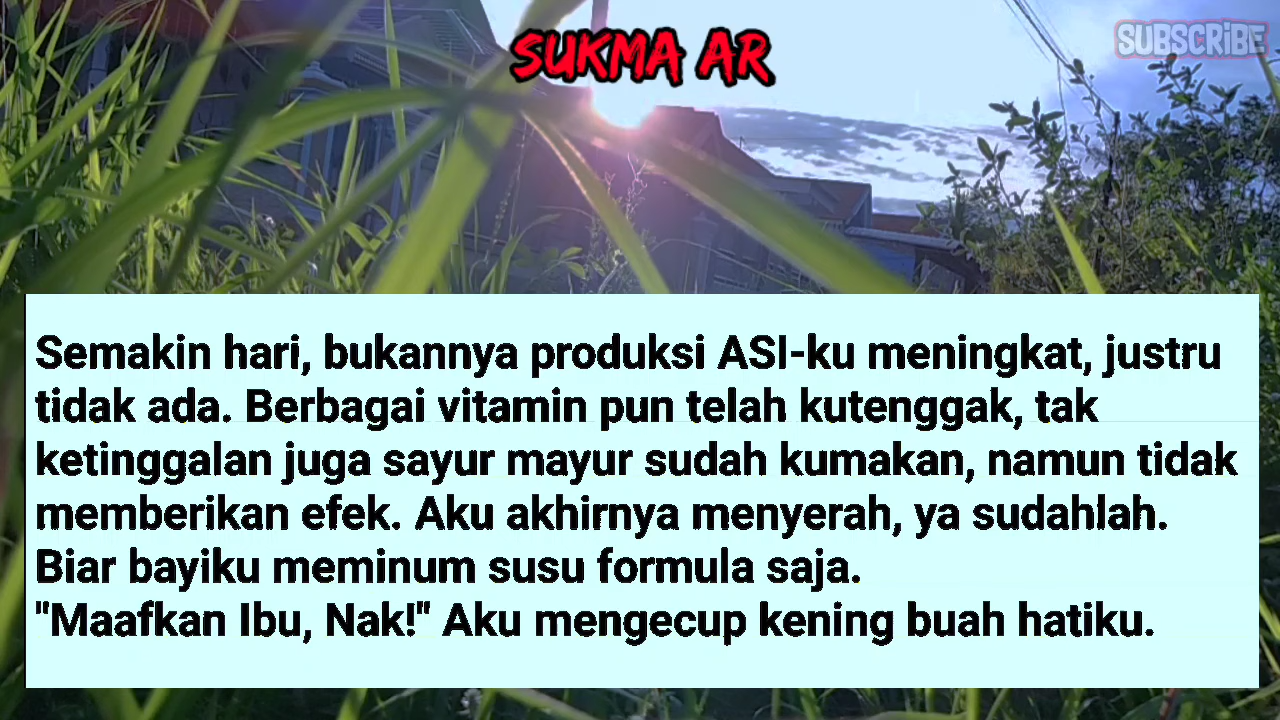 SUKMA AR
SUBSCRiBE
Semakin hari, bukannya produksi ASI-ku meningkat, justru
tidak ada. Berbagai vitamin pun telah kutenggak, tak
ketinggalan juga sayur mayur sudah kumakan, namun tidak
memberikan efek. Aku akhirnya menyerah, ya sudahlah.
Biar bayiku meminum susu formula saja.
"Maafkan Ibu, Nak!" Aku mengecup kening buah hatiku.